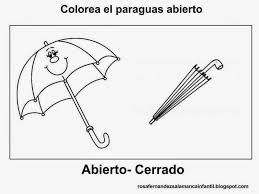 Colorea el paraguas abierto
Abierto- Cerrado
rosafernandezsalamancainfantil.blogspot.com